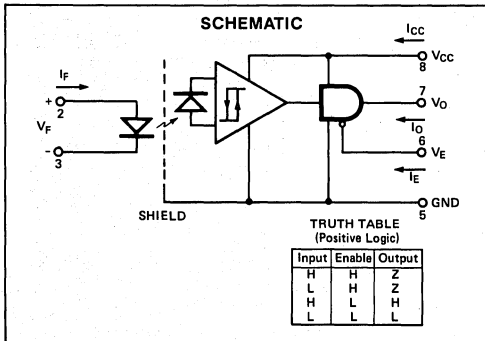 SCHEMATIC
ICC
VCC
8
IF
+
2
VF
-
3
7
VO
IO
6
VE
IE
GND
5
SHIELD
TRUTH TABLE
(Positive Logic)
Input Enable Output
H H Z
L H Z
H L H
L L L